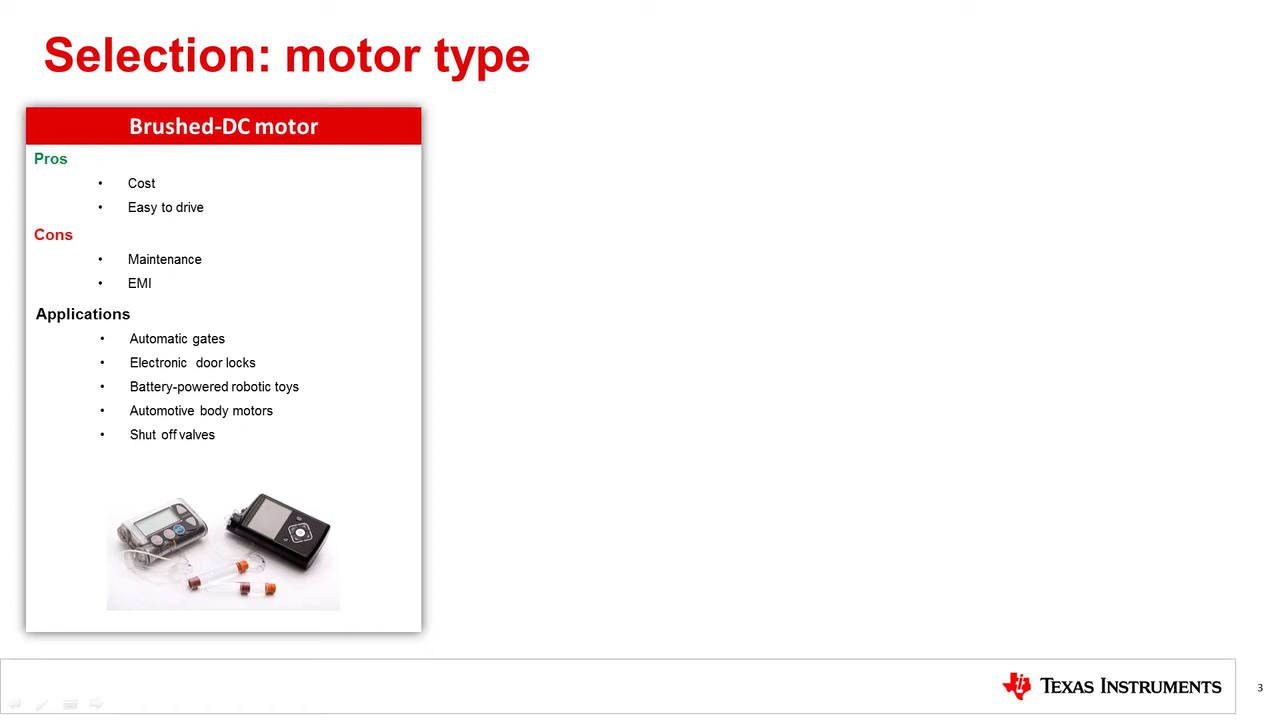 Selection: motor type
Brushed-DC motor
Pros
• Cost
• Easy to drive
Cons
• Maintenance
• EMI
Applications
• Automatic gates
• Electronic door locks
• Battery-powered robotic toys
• Automotive body motors
• Shut off valves
TEXAS INSTRUMENTS
3